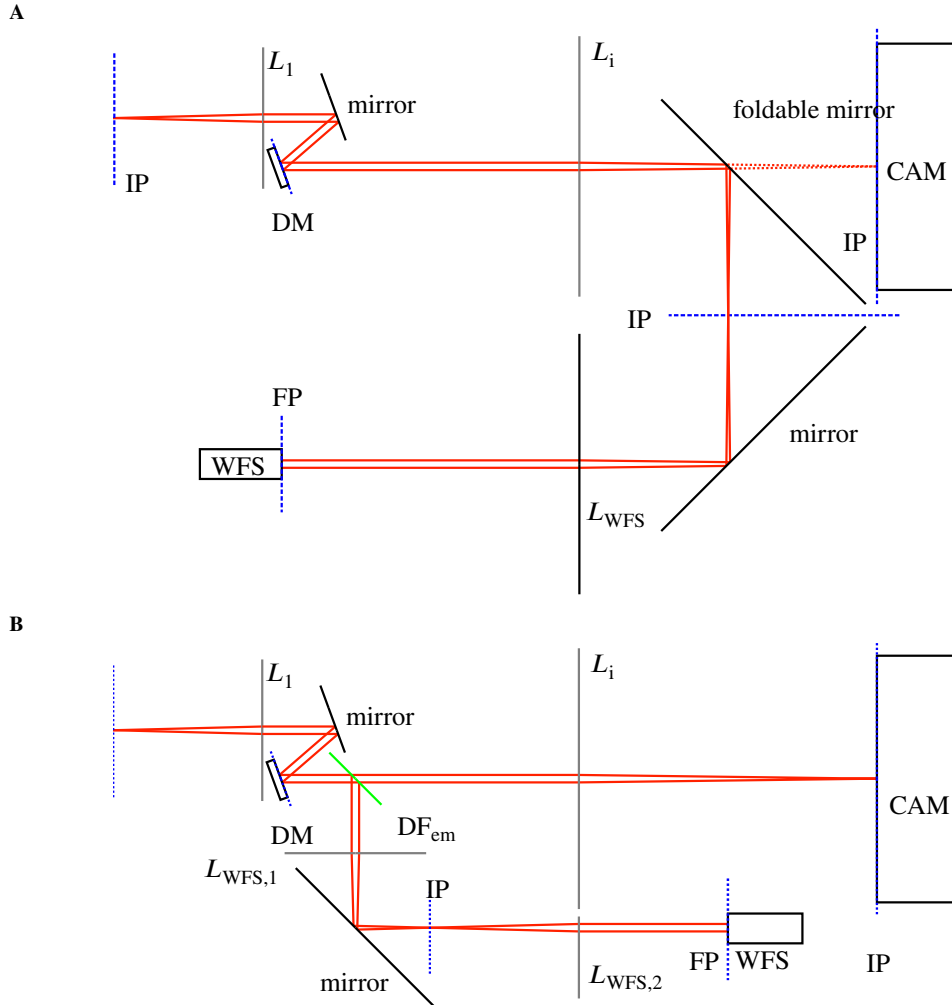 A
L1
Li
mirror
foldable mirror
IP
CAM
DM
IP
IP
FP
mirror
WFS
LWFS
B
L1
Li
mirror
CAM
DM
DFem
LWFS,1
IP
FP WFS
IP
mirror
LWFS,2